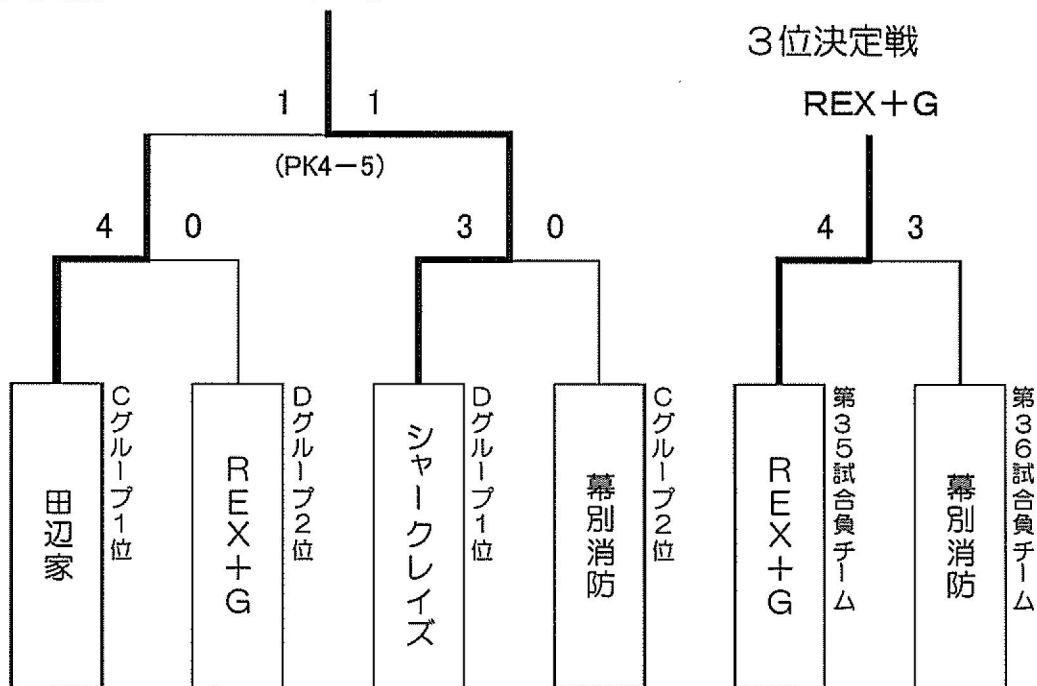 3位決定戦
REX+G
1 1
(PK4-5)
4 0
3 0
4 3
田辺家
Cグループ1位
REX+G
Dグループ2位
シャークレイズ
Dグループ1位
幕別消防
Cグループ2位
REX+G
第35試合負チーム
幕別消防
第36試合負チーム